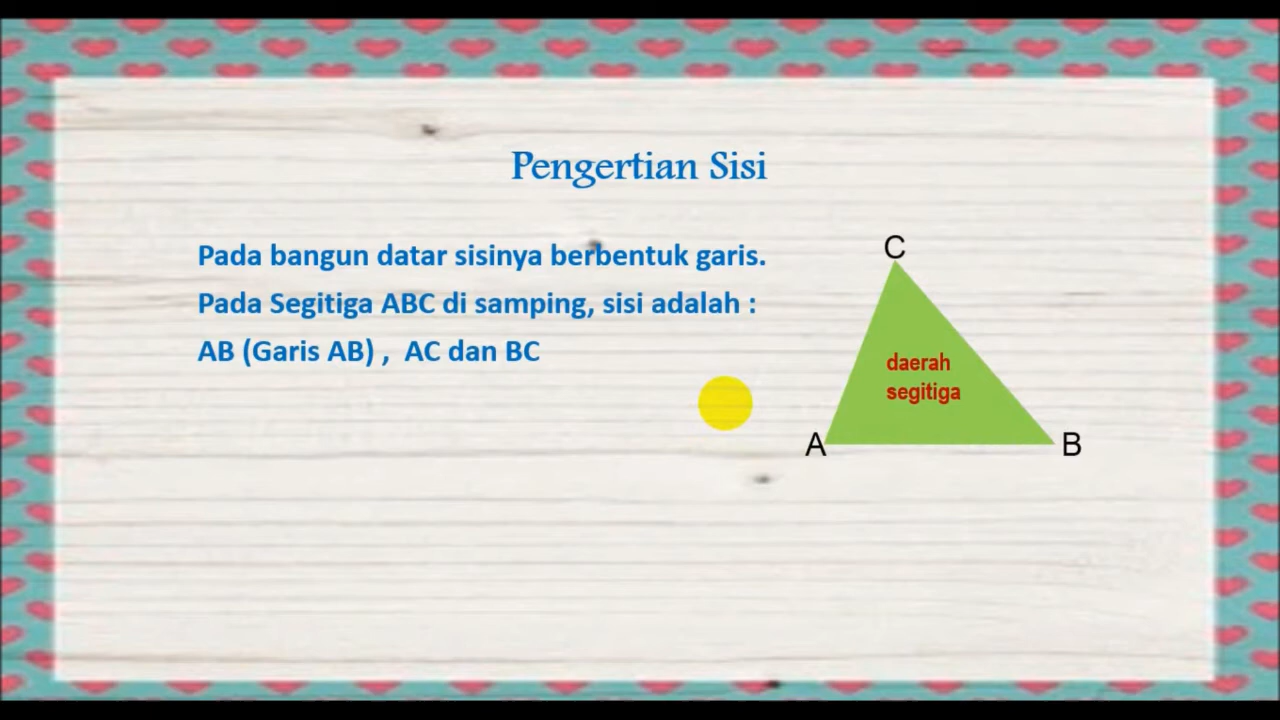 Pengertian Sisi
Pada bangun datar sisinya berbentuk garis.
Pada Segitiga ABC di samping, sisi adalah :
AB (Garis AB) ,  AC dan BC
C
daerah
segitiga
A
B